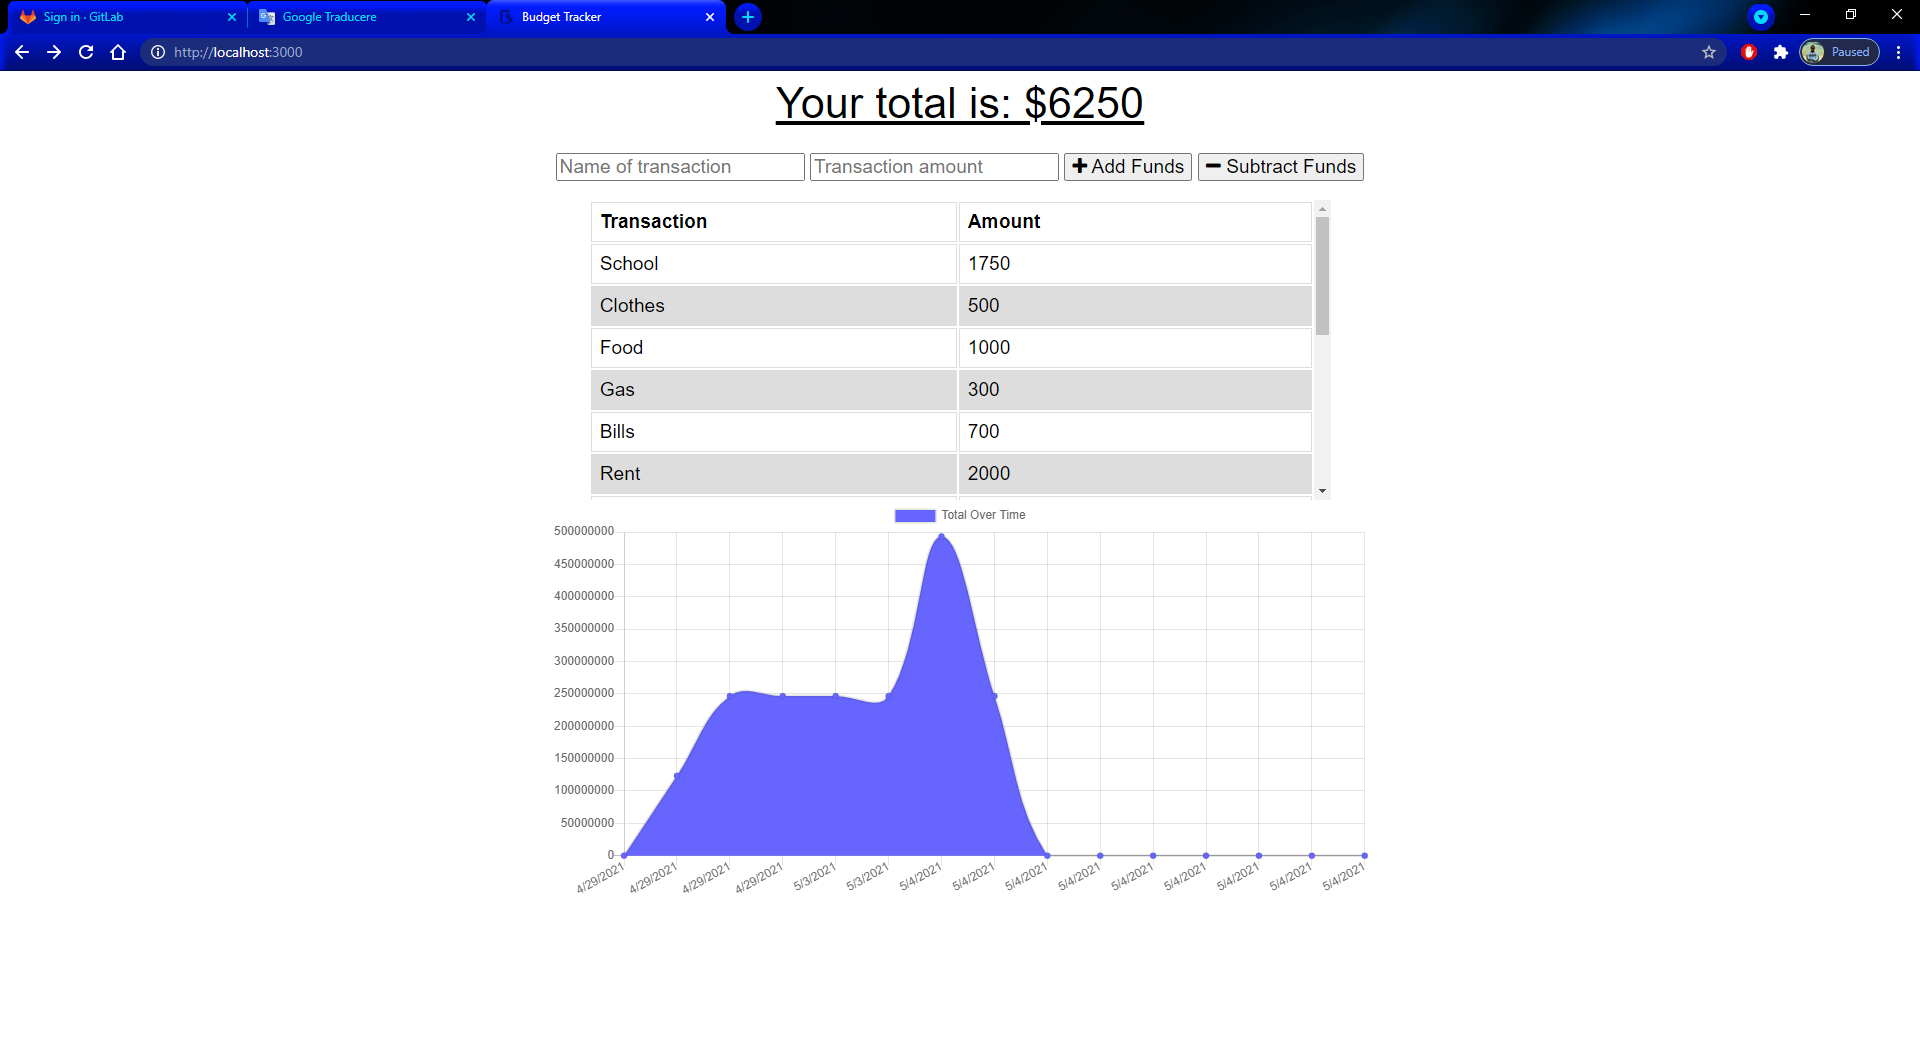 Sign in · GitLab
Google Traducere
Budget Tracker
http://localhost:3000
Paused
Your total is: $6250
Name of transaction Transaction amount Add Funds Subtract Funds
Transaction Amount
School 1750
Clothes 500
Food 1000
Gas 300
Bills 700
Rent 2000
Total Over Time
500000000
450000000
400000000
350000000
300000000
250000000
200000000
150000000
100000000
50000000
0
4/29/2021 4/29/2021 4/29/2021 4/29/2021 5/3/2021 5/3/2021 5/4/2021 5/4/2021 5/4/2021 5/4/2021 5/4/2021 5/4/2021 5/4/2021 5/4/2021 5/4/2021